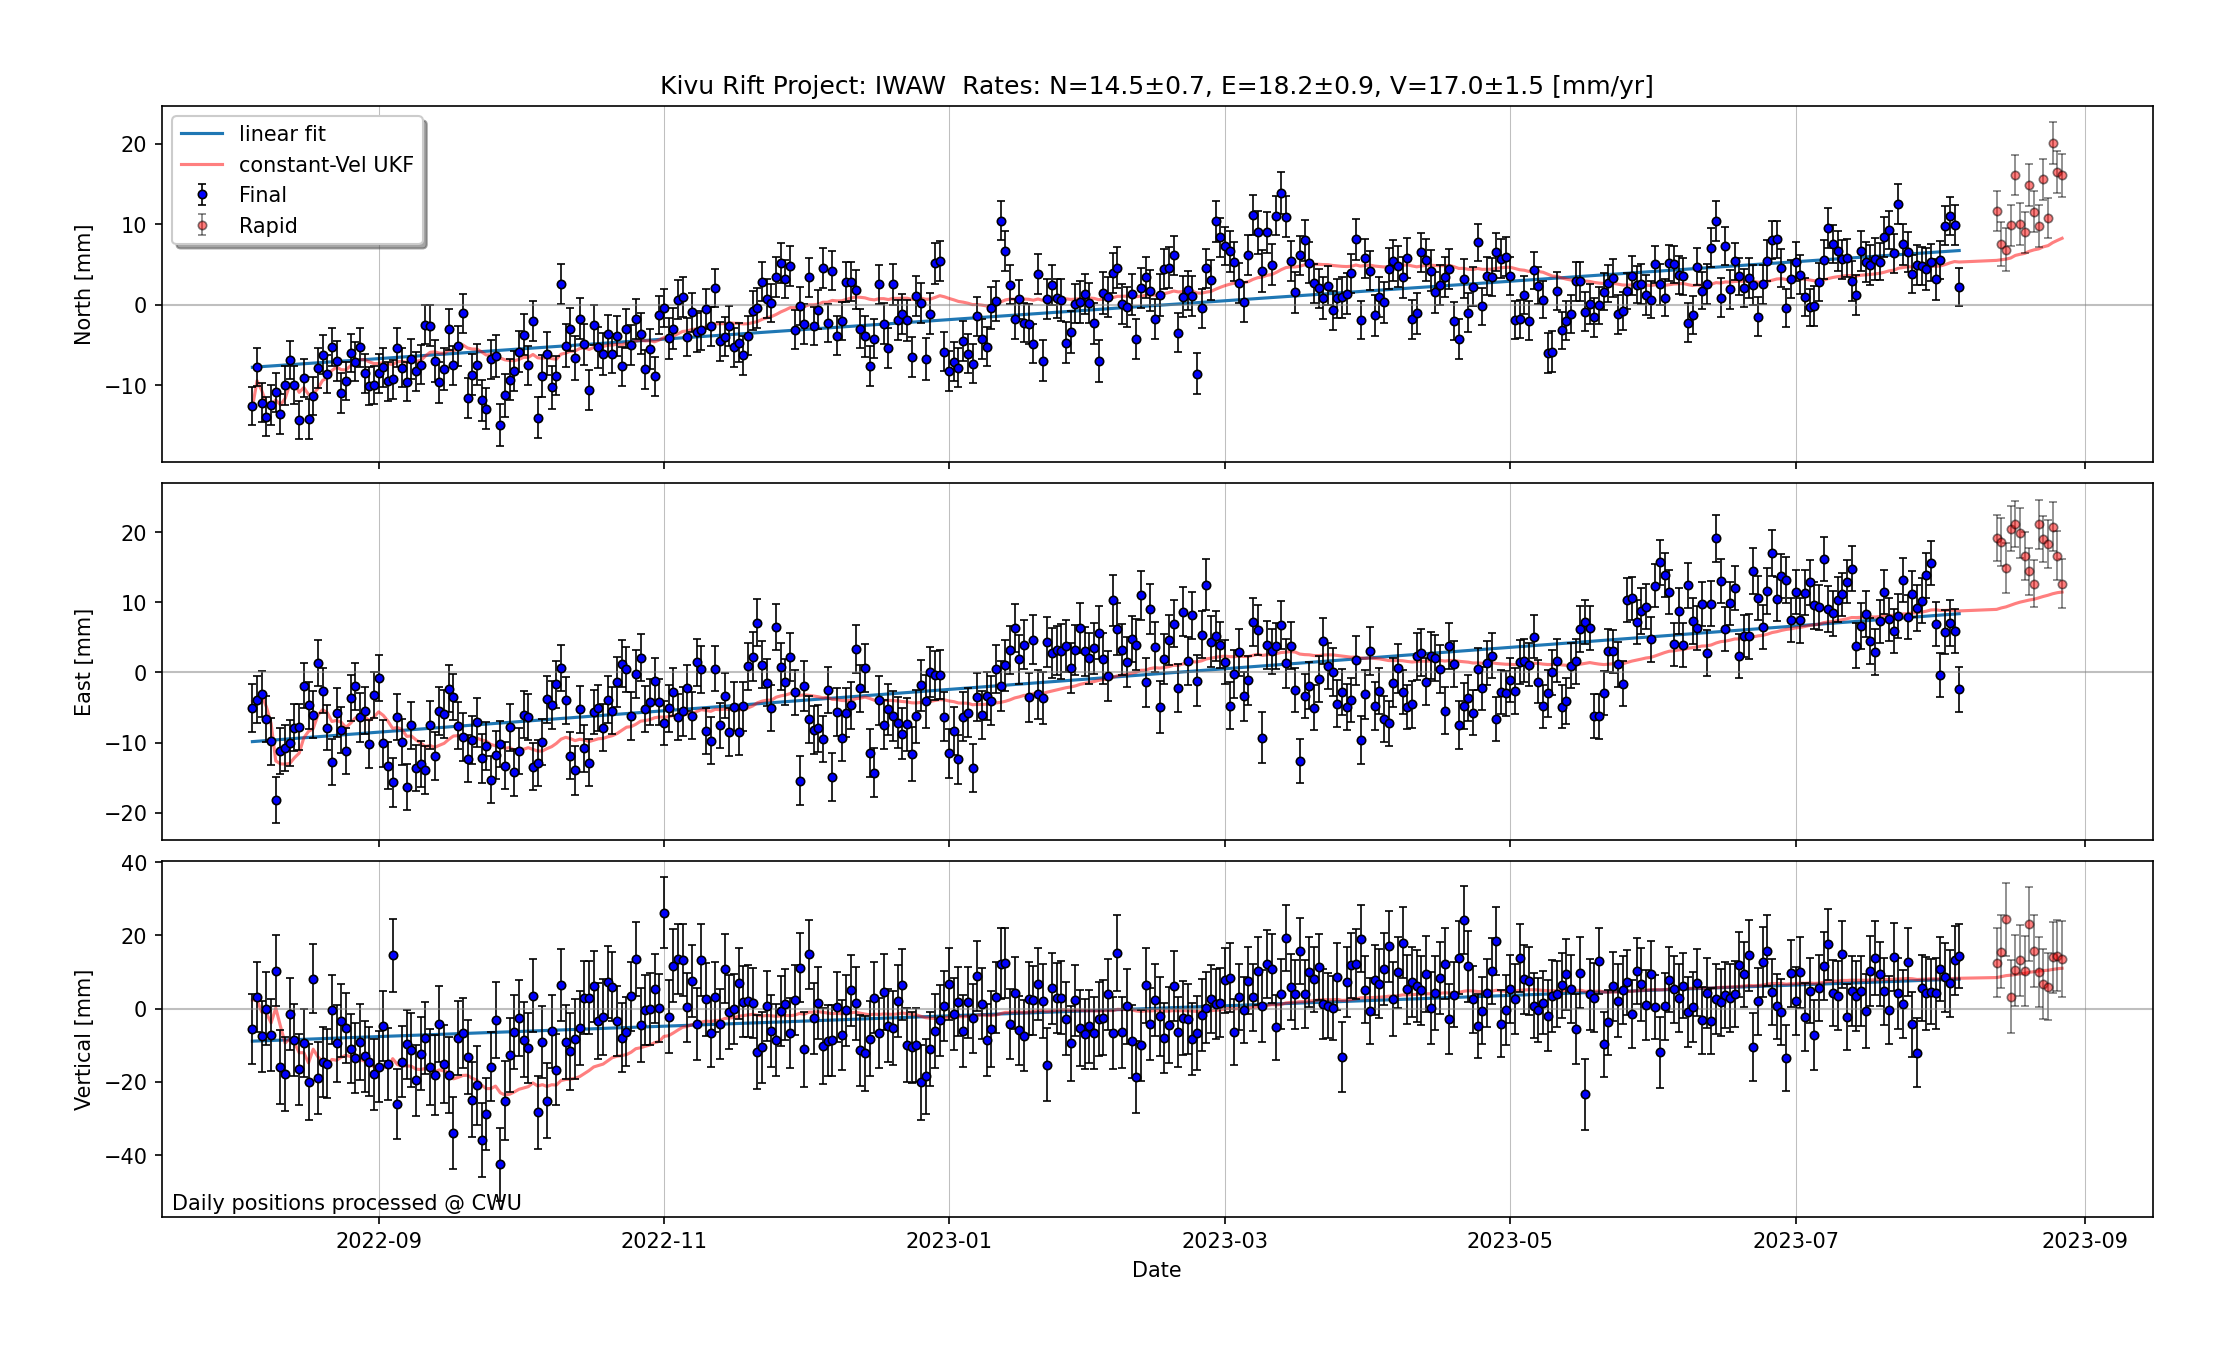 Kivu Rift Project: IWAW  Rates: N=14.5±0.7, E=18.2±0.9, V=17.0±1.5 [mm/yr]
linear fit
constant-Vel UKF
Final
Rapid
North [mm]
20
10
0
−10
East [mm]
20
10
0
−10
−20
Vertical [mm]
40
20
0
−20
−40
Daily positions processed @ CWU
2022-09
2022-11
2023-01
2023-03
2023-05
2023-07
2023-09
Date